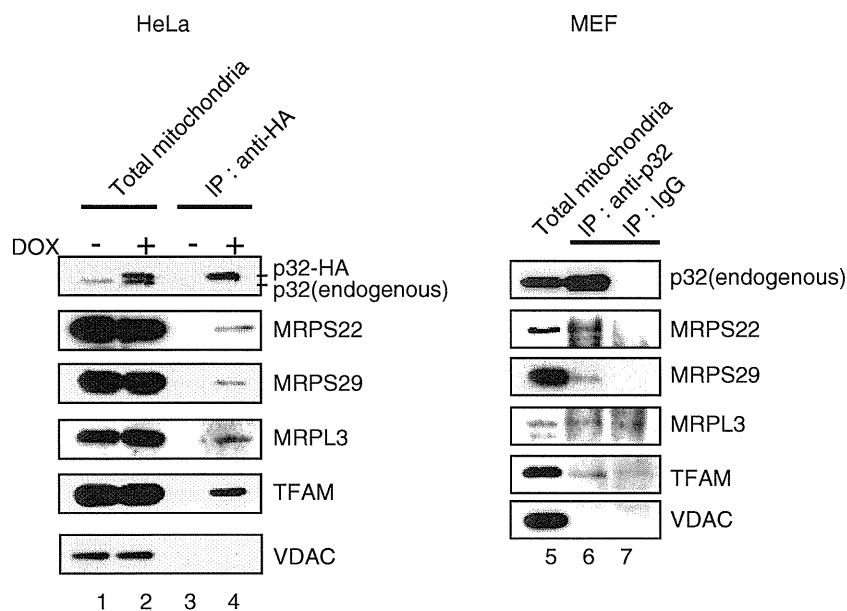 HeLa
Total mitochondria
IP : anti-HA
DOX - + - +
p32-HA
p32(endogenous)
MRPS22
MRPS29
MRPL3
TFAM
VDAC
1 2 3 4
MEF
Total mitochondria
IP : anti-p32
IP : IgG
p32(endogenous)
MRPS22
MRPS29
MRPL3
TFAM
VDAC
5 6 7